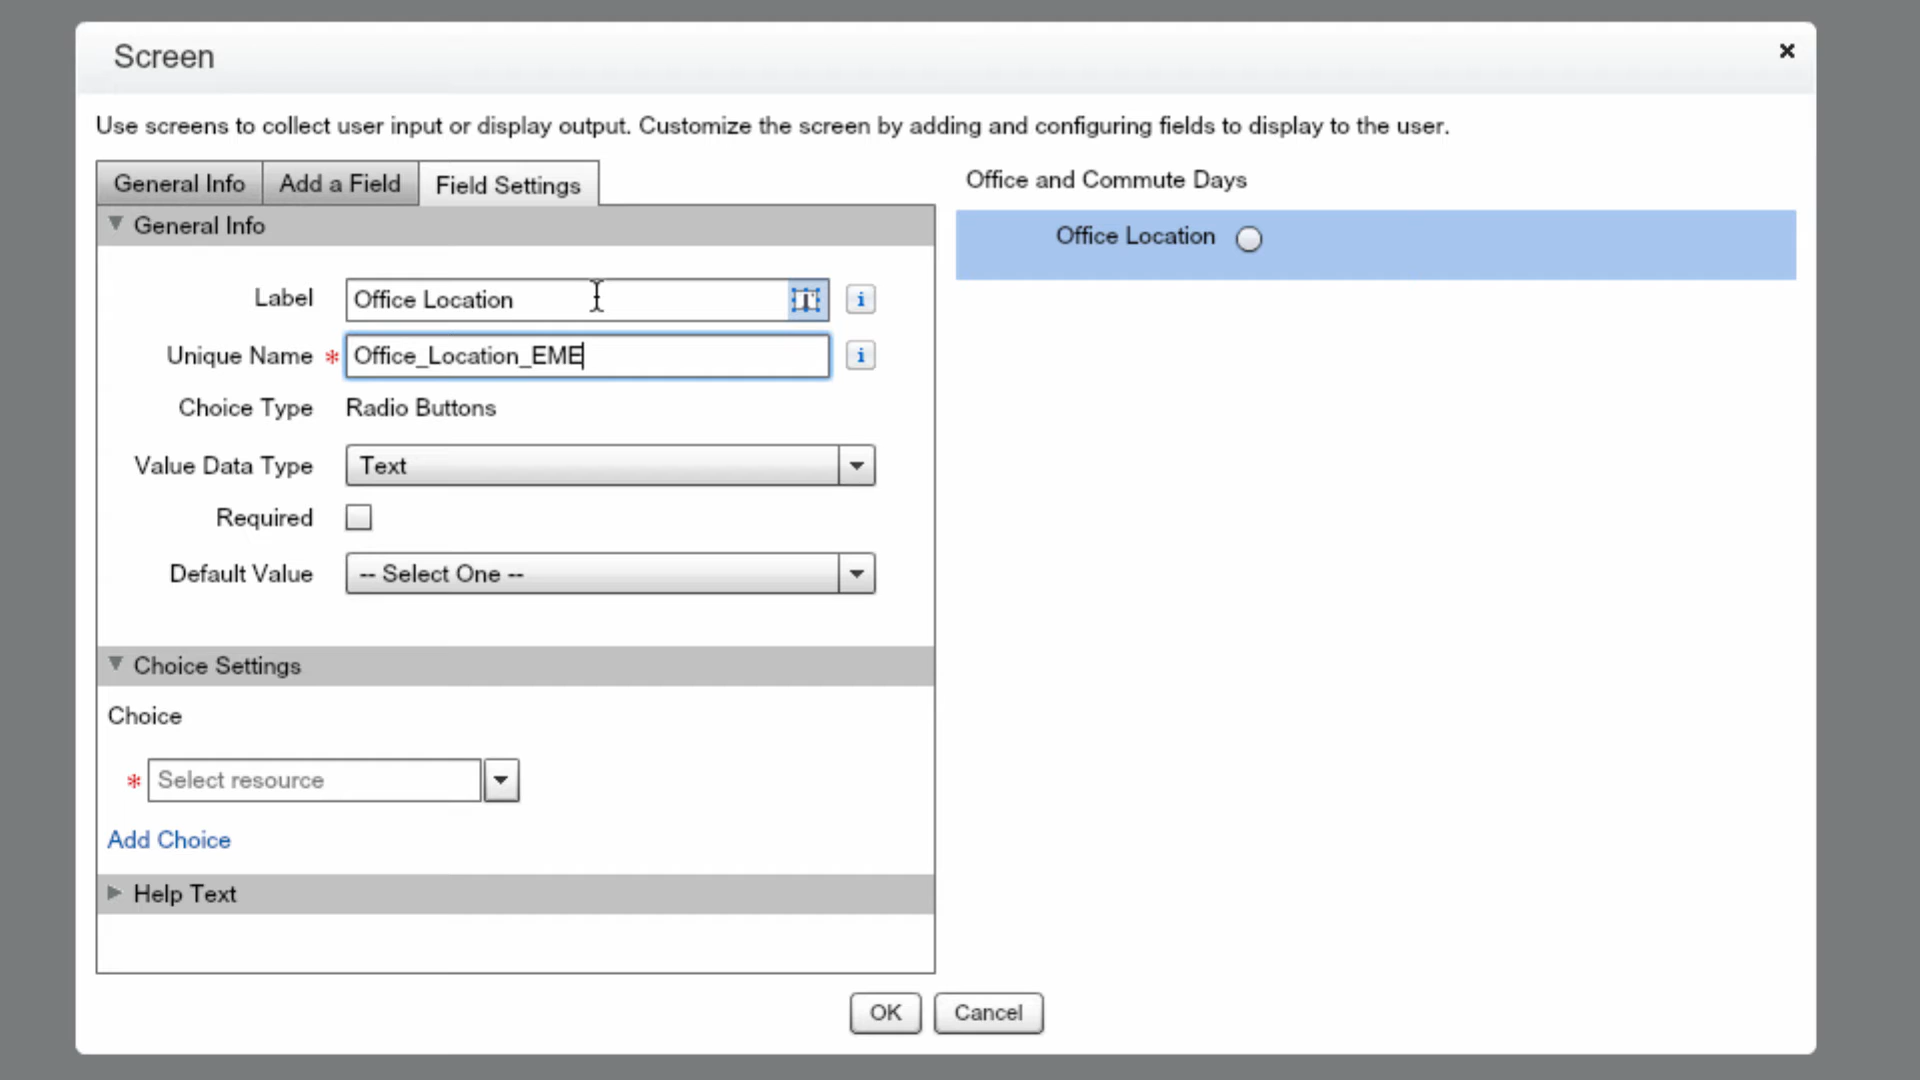 Screen
Use screens to collect user input or display output. Customize the screen by adding and configuring fields to display to the user.
General Info
Add a Field
Field Settings
General Info
Label
Office Location
Unique Name * Office_Location_EME
Choice Type Radio Buttons
Value Data Type Text
Required
Default Value -- Select One --
Choice Settings
Choice
* Select resource
Add Choice
Help Text
Office and Commute Days
Office Location
OK
Cancel